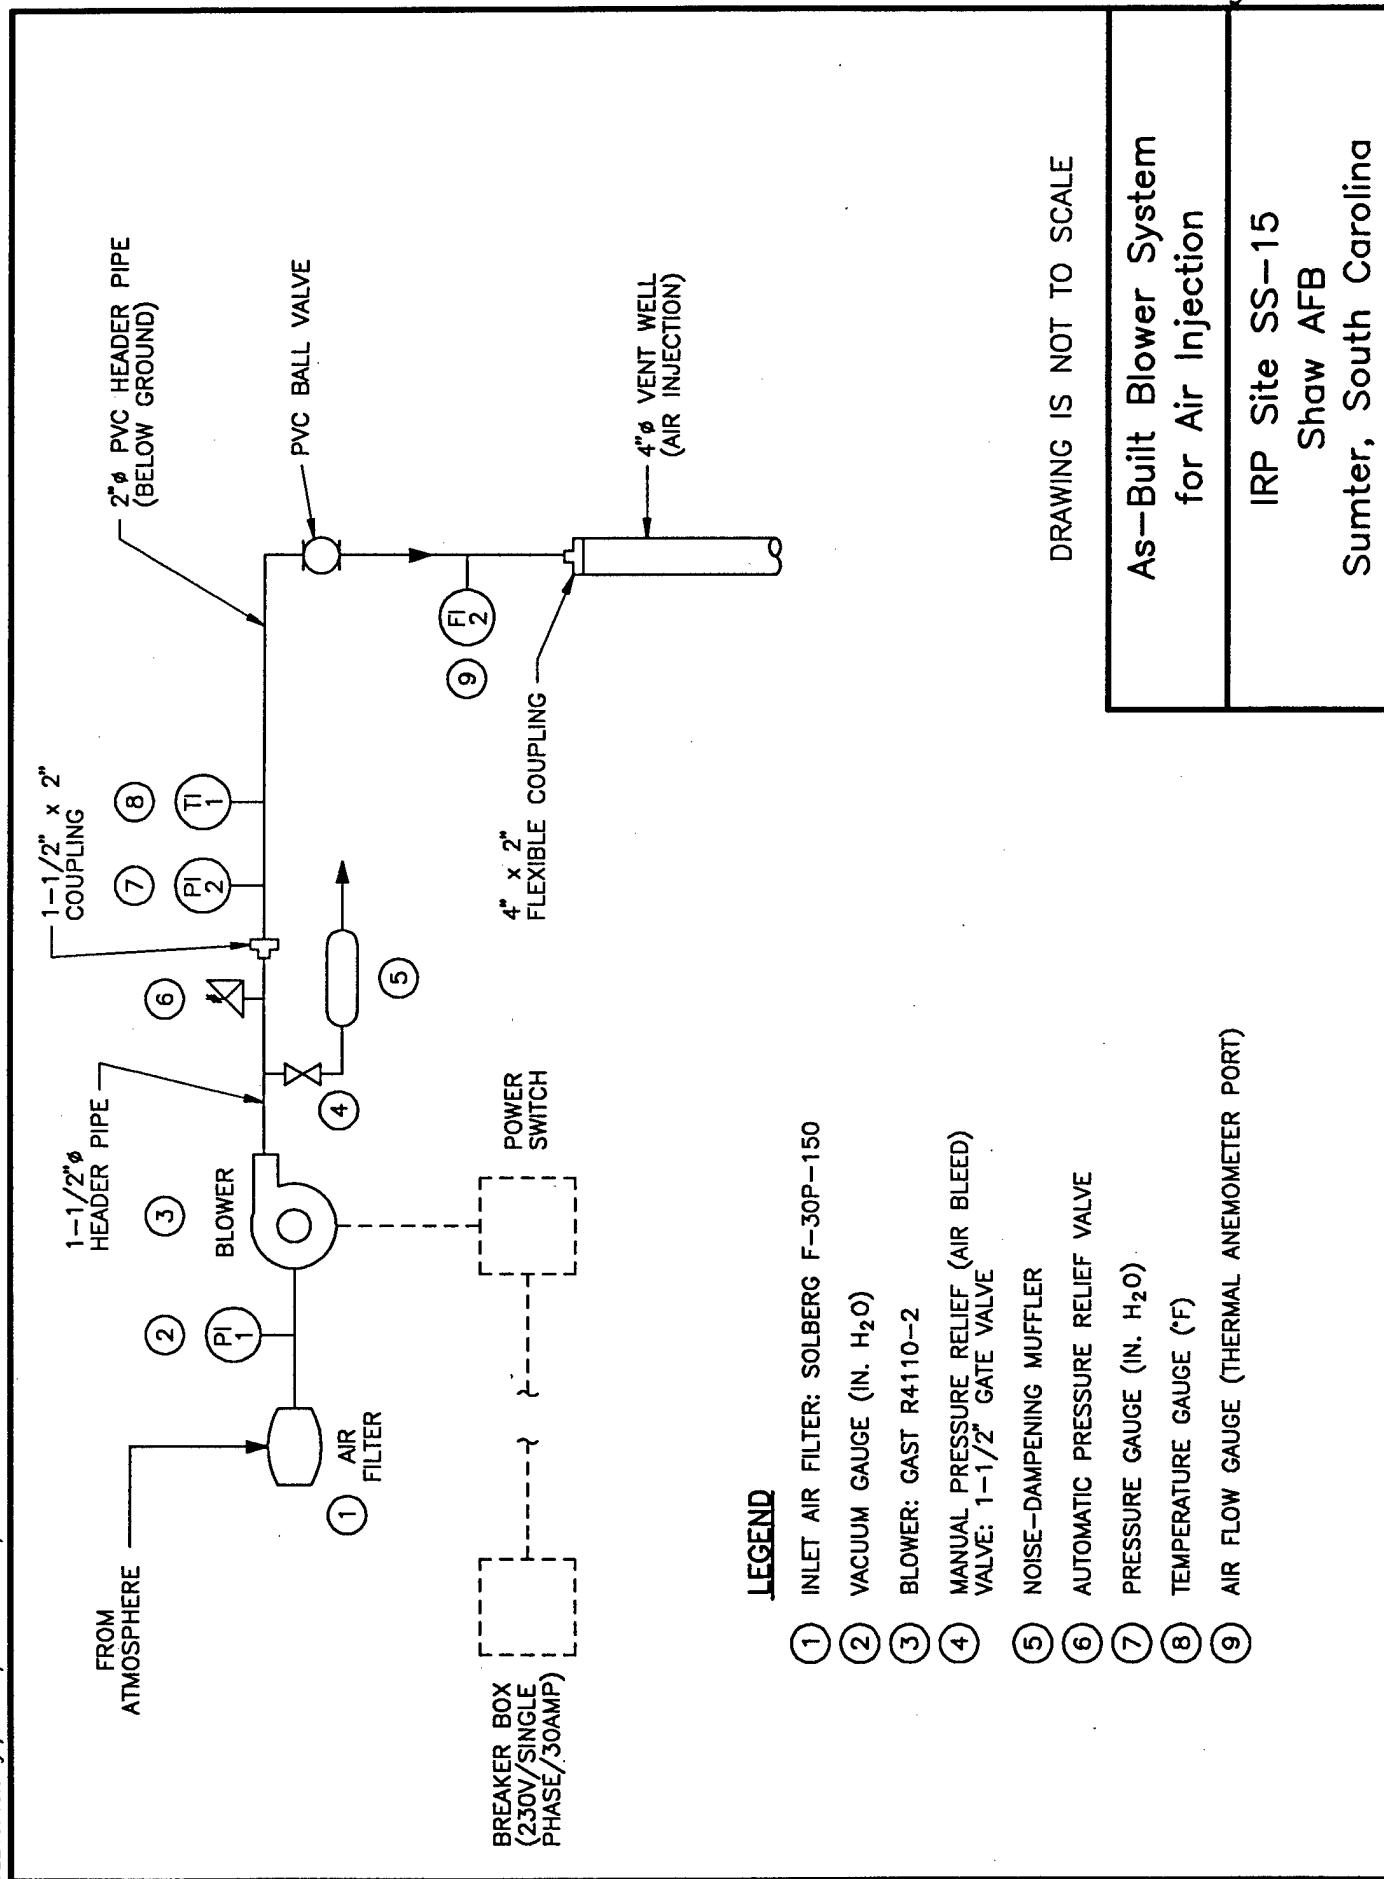 FROM
ATMOSPHERE
1
AIR
FILTER
2
PI
1
3
BLOWER
1-1/2"ø
HEADER PIPE
4
5
6
1-1/2" x 2"
COUPLING
7
PI
2
8
TI
1
2"ø PVC HEADER PIPE
(BELOW GROUND)
PVC BALL VALVE
9
FI
2
4" x 2"
FLEXIBLE COUPLING
4"ø VENT WELL
(AIR INJECTION)
BREAKER BOX
(230V/SINGLE
PHASE/30AMP)
POWER
SWITCH
LEGEND
1 INLET AIR FILTER: SOLBERG F-30P-150
2 VACUUM GAUGE (IN. H₂O)
3 BLOWER: GAST R4110-2
4 MANUAL PRESSURE RELIEF (AIR BLEED)
VALVE: 1-1/2" GATE VALVE
5 NOISE-DAMPENING MUFFLER
6 AUTOMATIC PRESSURE RELIEF VALVE
7 PRESSURE GAUGE (IN. H₂O)
8 TEMPERATURE GAUGE (°F)
9 AIR FLOW GAUGE (THERMAL ANEMOMETER PORT)
DRAWING IS NOT TO SCALE
As-Built Blower System
for Air Injection
IRP Site SS-15
Shaw AFB
Sumter, South Carolina